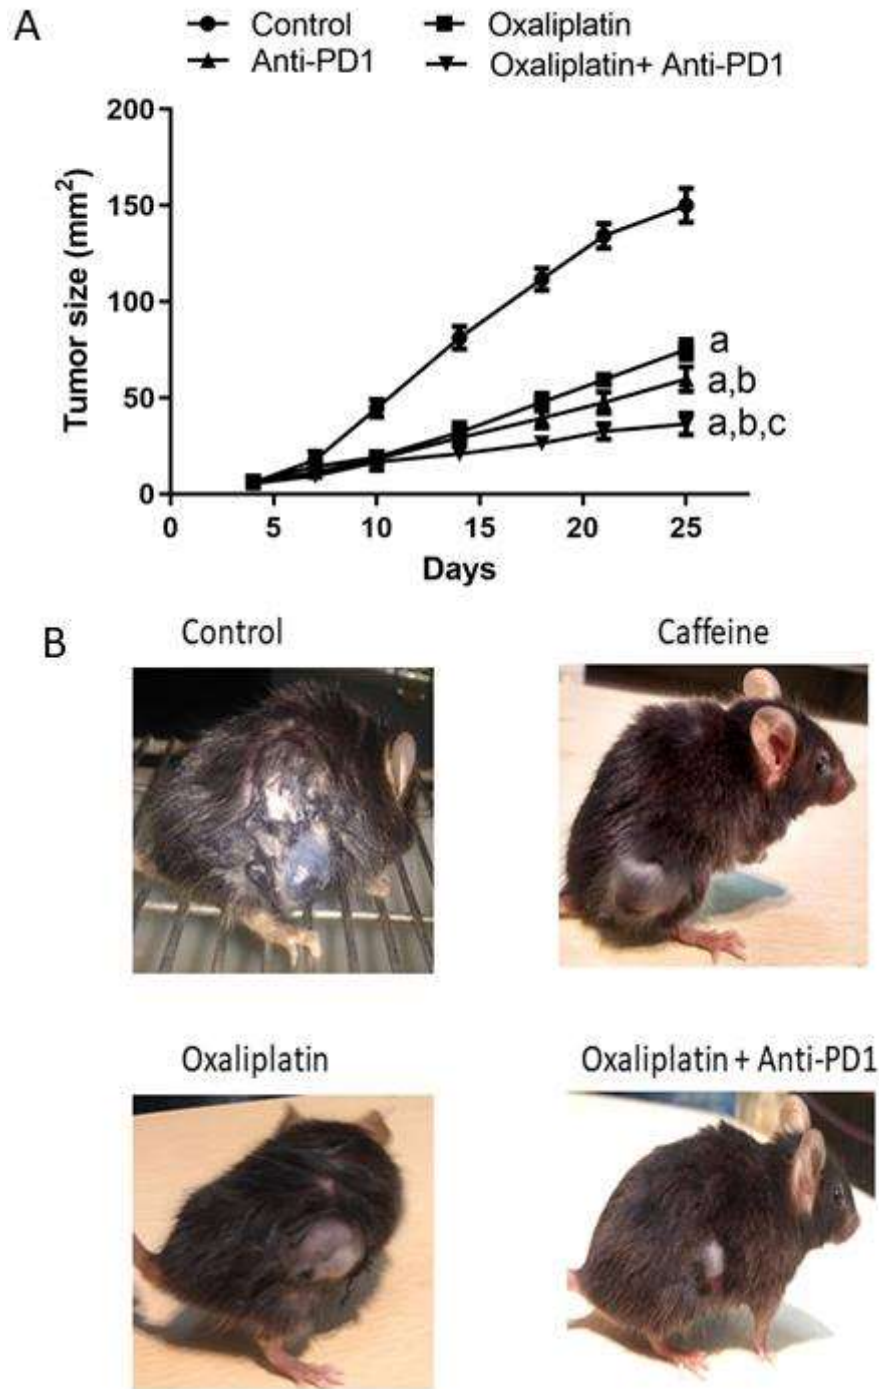 A
Control
Oxaliplatin
Anti-PD1
Oxaliplatin+ Anti-PD1
200
150
100
50
0
Tumor size (mm²)
a
a,b
a,b,c
0 5 10 15 20 25
Days
B
Control
Caffeine
Oxaliplatin
Oxaliplatin + Anti-PD1